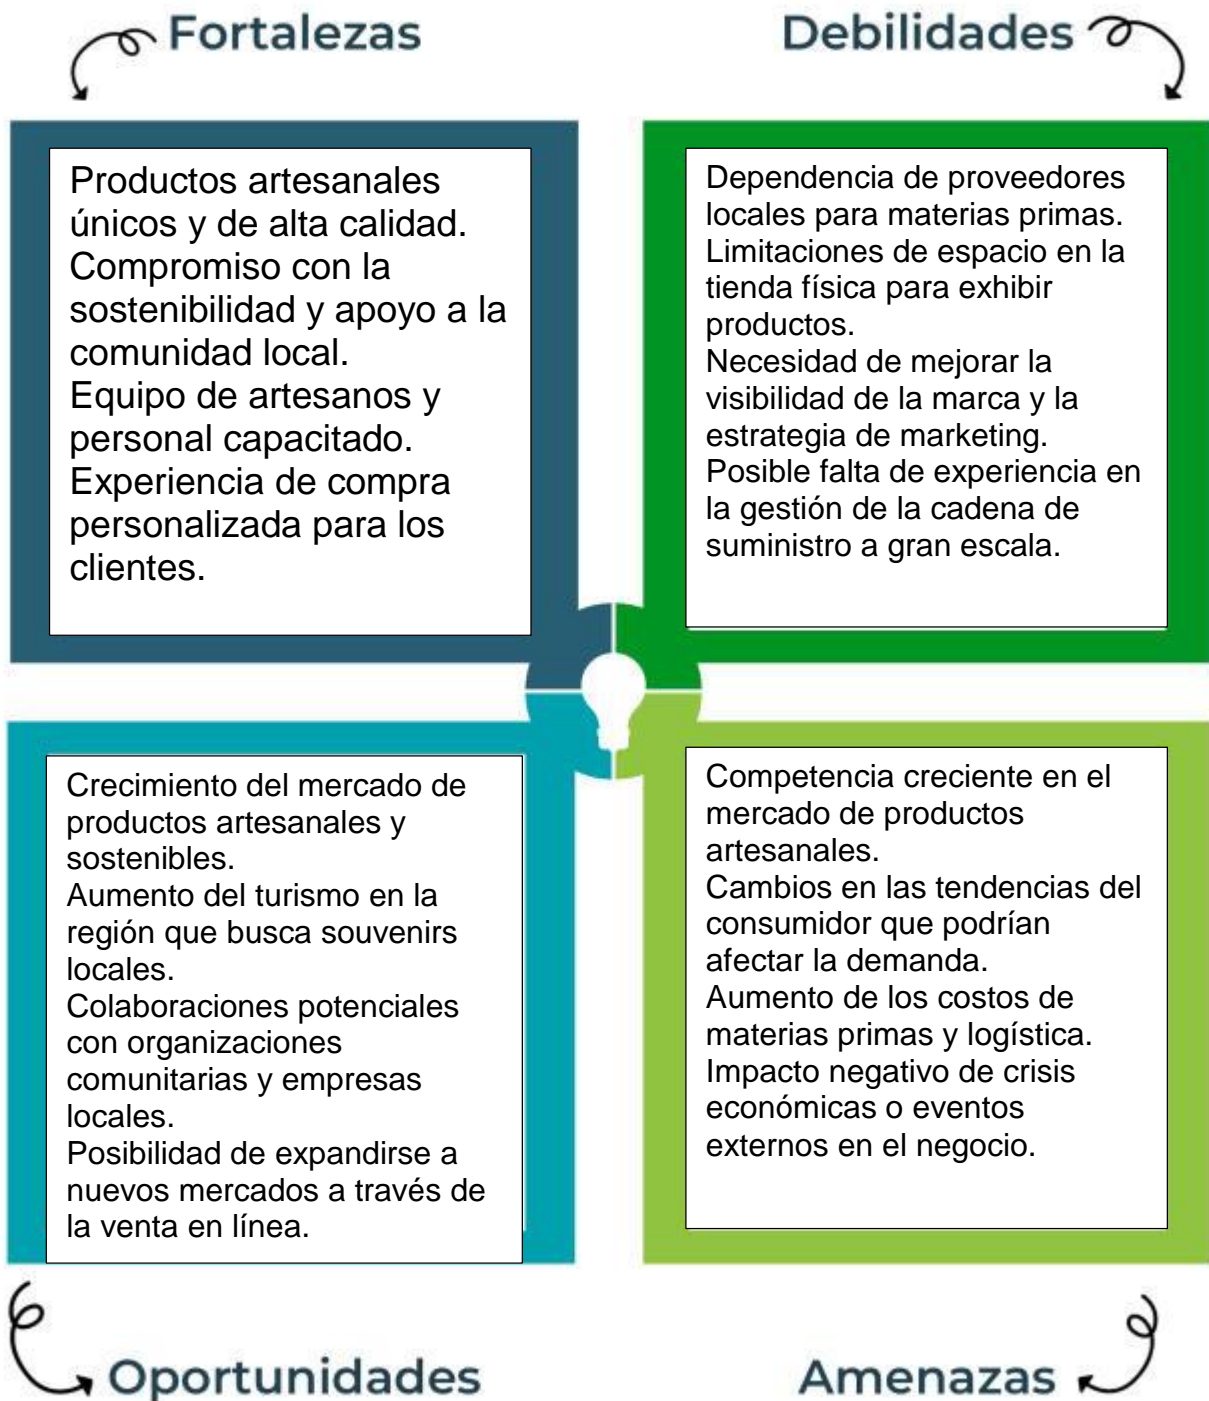 Fortalezas
Productos artesanales
únicos y de alta calidad.
Compromiso con la
sostenibilidad y apoyo a la
comunidad local.
Equipo de artesanos y
personal capacitado.
Experiencia de compra
personalizada para los
clientes.
Debilidades
Dependencia de proveedores
locales para materias primas.
Limitaciones de espacio en la
tienda física para exhibir
productos.
Necesidad de mejorar la
visibilidad de la marca y la
estrategia de marketing.
Posible falta de experiencia en
la gestión de la cadena de
suministro a gran escala.
Crecimiento del mercado de
productos artesanales y
sostenibles.
Aumento del turismo en la
región que busca souvenirs
locales.
Colaboraciones potenciales
con organizaciones
comunitarias y empresas
locales.
Posibilidad de expandirse a
nuevos mercados a través de
la venta en línea.
Oportunidades
Competencia creciente en el
mercado de productos
artesanales.
Cambios en las tendencias del
consumidor que podrían
afectar la demanda.
Aumento de los costos de
materias primas y logística.
Impacto negativo de crisis
económicas o eventos
externos en el negocio.
Amenazas